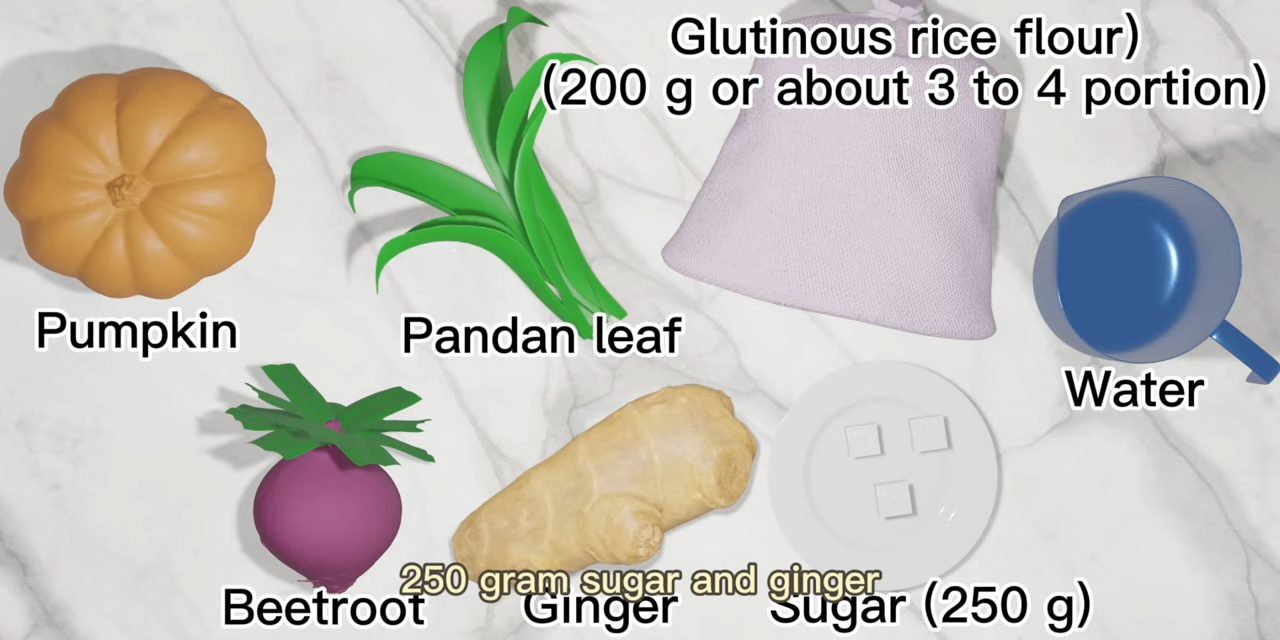 Glutinous rice flour)
(200 g or about 3 to 4 portion)
Pumpkin
Pandan leaf
Water
250 gram sugar and ginger
Beetroot
Ginger
Sugar (250 g)